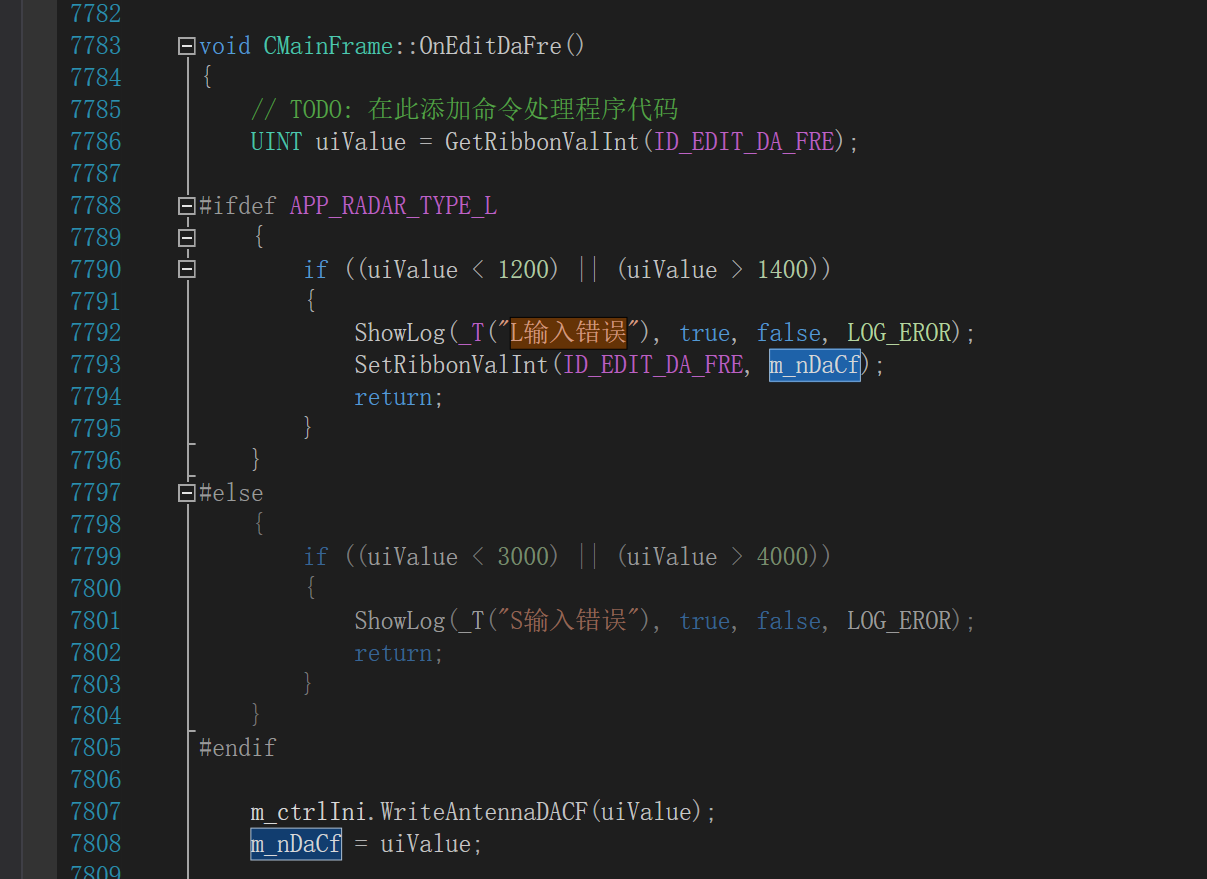 7782
7783 void CMainFrame::OnEditDaFre()
7784 {
7785 // TODO: 在此添加命令处理程序代码
7786 UINT uiValue = GetRibbonValInt(ID_EDIT_DA_FRE);
7787
7788 #ifdef APP_RADAR_TYPE_L
7789 {
7790 if ((uiValue < 1200) || (uiValue > 1400))
7791 {
7792 ShowLog(_T("L输入错误"), true, false, LOG_EROR);
7793 SetRibbonValInt(ID_EDIT_DA_FRE, m_nDaCf);
7794 return;
7795 }
7796 }
7797 #else
7798 {
7799 if ((uiValue < 3000) || (uiValue > 4000))
7800 {
7801 ShowLog(_T("S输入错误"), true, false, LOG_EROR);
7802 return;
7803 }
7804 }
7805 #endif
7806
7807 m_ctrlIni.WriteAntennaDACF(uiValue);
7808 m_nDaCf = uiValue;
7809